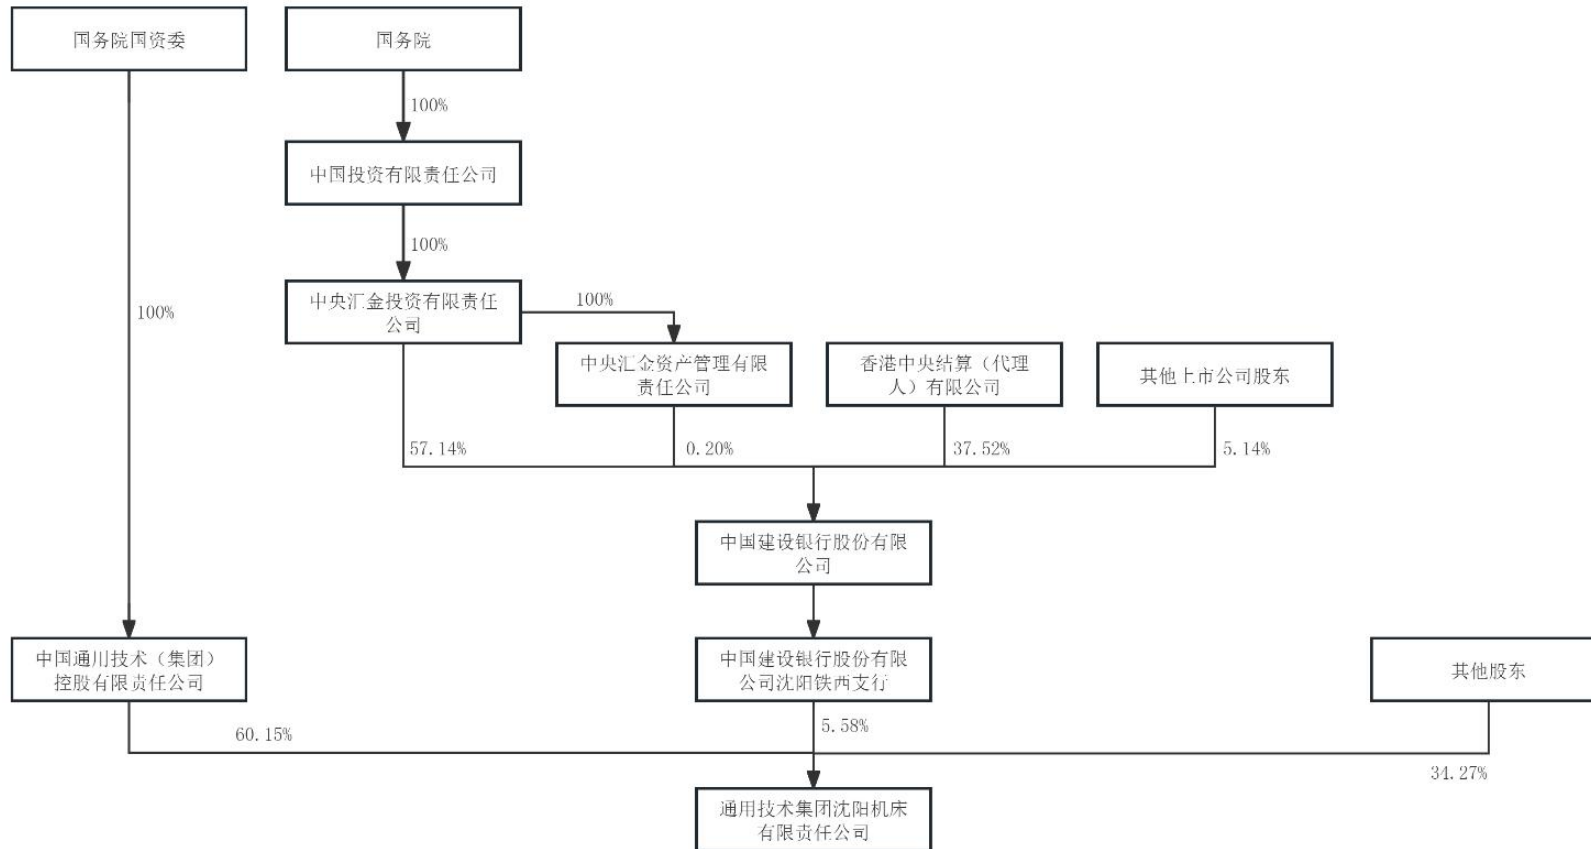 国务院国资委
国务院
100%
中国投资有限责任公司
100%
中央汇金投资有限责任
公司
100%
100%
中央汇金资产管理有限
责任公司
香港中央结算（代理
人）有限公司
其他上市公司股东
57.14%
0.20%
37.52%
5.14%
中国建设银行股份有限
公司
中国通用技术（集团）
控股有限责任公司
中国建设银行股份有限
公司沈阳铁西支行
其他股东
60.15%
5.58%
34.27%
通用技术集团沈阳机床
有限责任公司